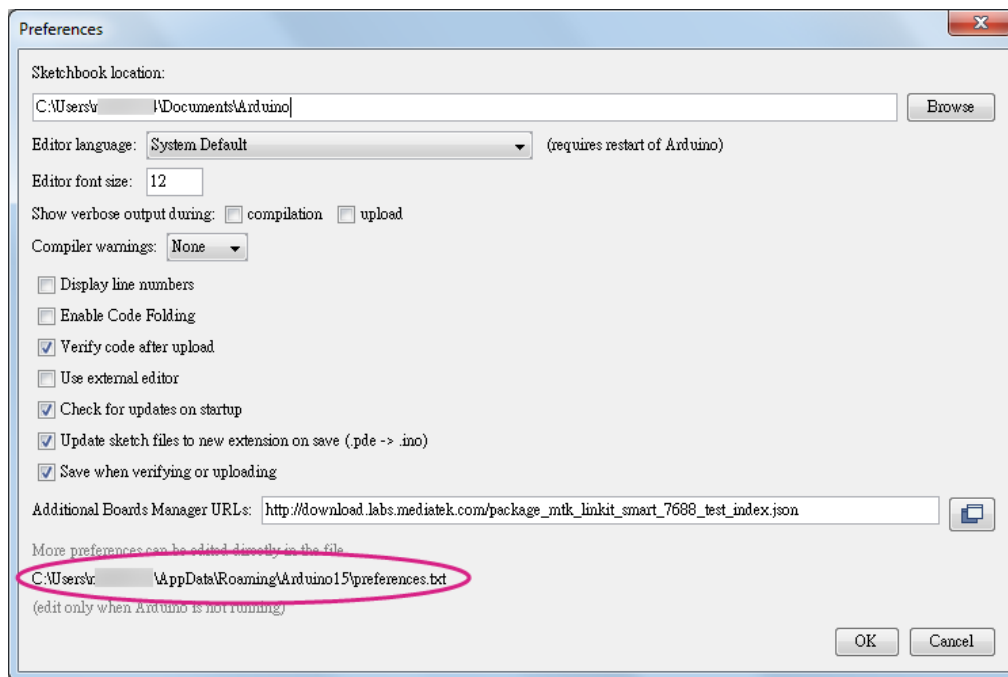 Preferences
Sketchbook location:
C:\Users\ \Documents\Arduino
Browse
Editor language: System Default (requires restart of Arduino)
Editor font size: 12
Show verbose output during: compilation upload
Compiler warnings: None
Display line numbers
Enable Code Folding
Verify code after upload
Use external editor
Check for updates on startup
Update sketch files to new extension on save (.pde -> .ino)
Save when verifying or uploading
Additional Boards Manager URLs: http://download.labs.mediatek.com/package_mtk_linkit_smart_7688_test_index.json
More preferences can be edited directly in the file
C:\Users\ \AppData\Roaming\Arduino15\preferences.txt
(edit only when Arduino is not running)
OK Cancel